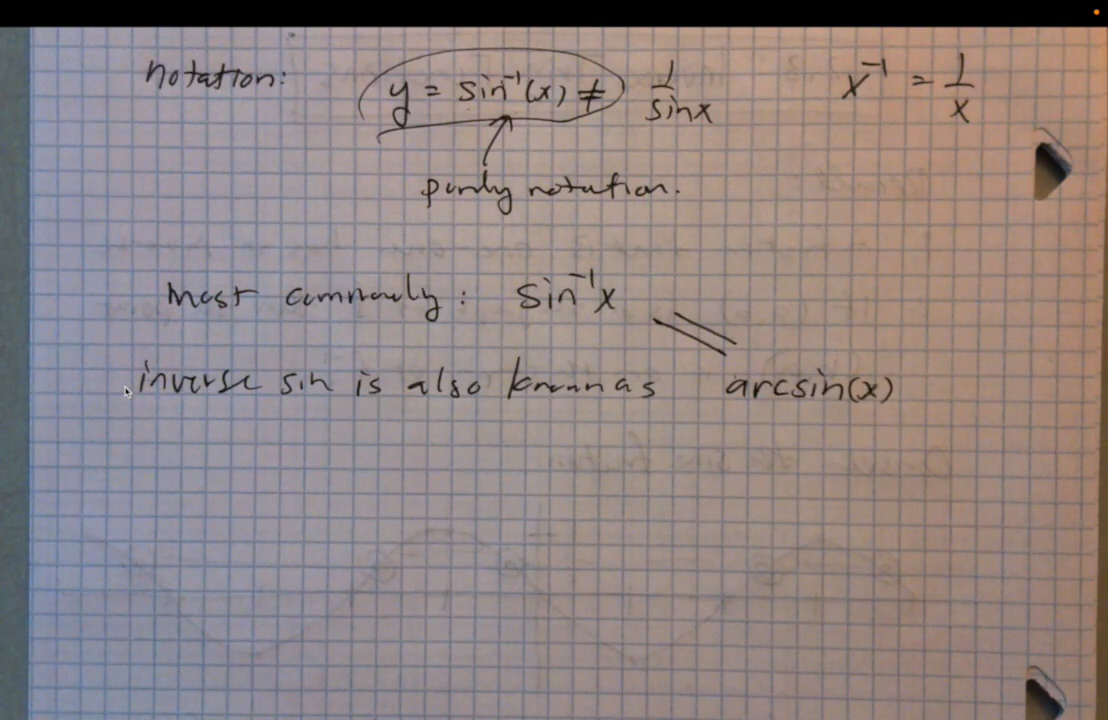 notation: y = sin⁻¹(x) ≠ 1/sinx x⁻¹ = 1/x
purely notation.
most commonly: sin⁻¹x
inverse sin is also known as arcsin(x)